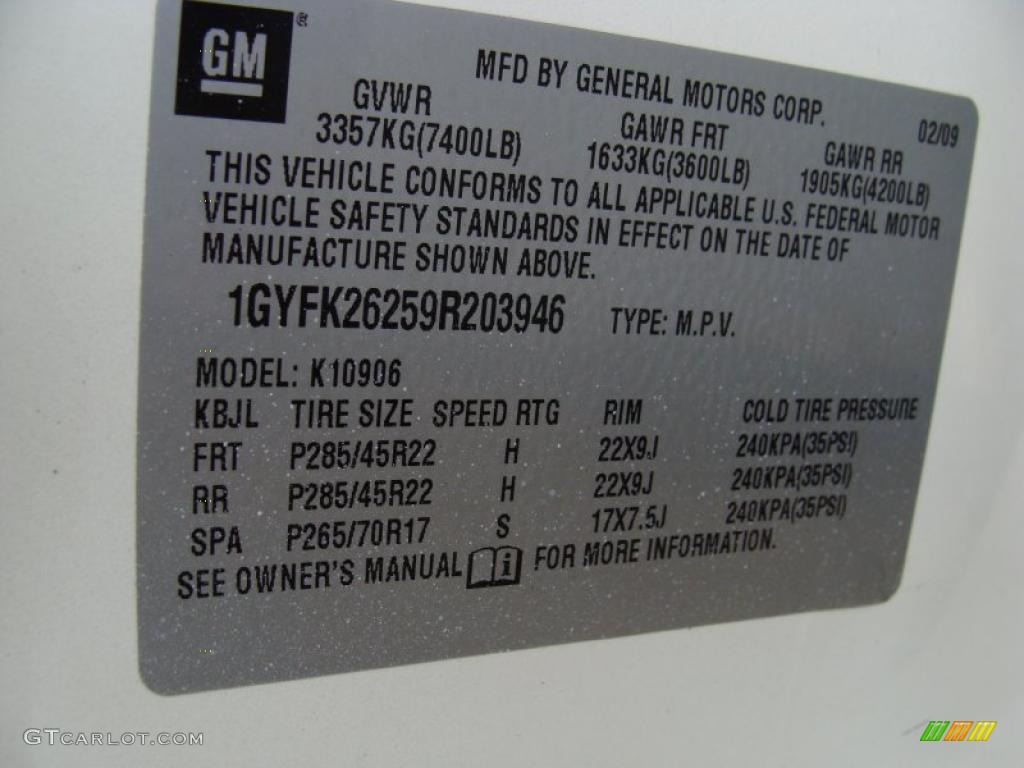 GM®
MFD BY GENERAL MOTORS CORP.
02/09
GVWR GAWR FRT GAWR RR
3357KG(7400LB) 1633KG(3600LB) 1905KG(4200LB)
THIS VEHICLE CONFORMS TO ALL APPLICABLE U.S. FEDERAL MOTOR
VEHICLE SAFETY STANDARDS IN EFFECT ON THE DATE OF
MANUFACTURE SHOWN ABOVE.
1GYFK26259R203946 TYPE: M.P.V.
MODEL: K10906
KBJL TIRE SIZE SPEED RTG RIM COLD TIRE PRESSURE
FRT P285/45R22 H 22X9J 240KPA(35PSI)
RR P285/45R22 H 22X9J 240KPA(35PSI)
SPA P265/70R17 S 17X7.5J 240KPA(35PSI)
SEE OWNER'S MANUAL i FOR MORE INFORMATION.
GTCARLOT.COM